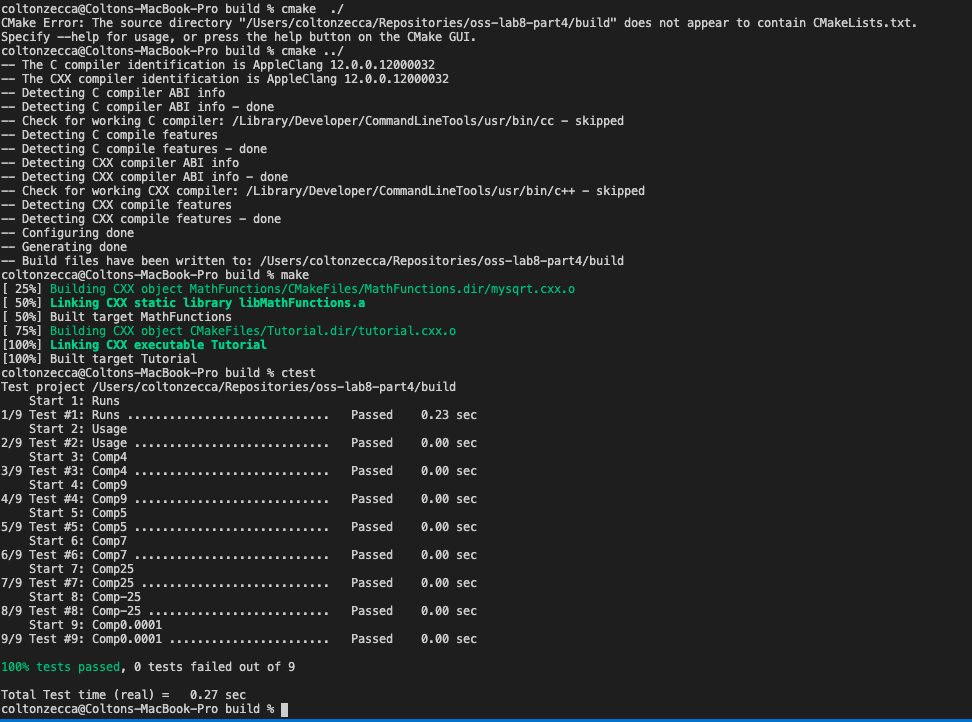 coltonzecca@Coltons-MacBook-Pro build % cmake  ./
CMake Error: The source directory "/Users/coltonzecca/Repositories/oss-lab8-part4/build" does not appear to contain CMakeLists.txt.
Specify --help for usage, or press the help button on the CMake GUI.
coltonzecca@Coltons-MacBook-Pro build % cmake ../
-- The C compiler identification is AppleClang 12.0.0.12000032
-- The CXX compiler identification is AppleClang 12.0.0.12000032
-- Detecting C compiler ABI info
-- Detecting C compiler ABI info - done
-- Check for working C compiler: /Library/Developer/CommandLineTools/usr/bin/cc - skipped
-- Detecting C compile features
-- Detecting C compile features - done
-- Detecting CXX compiler ABI info
-- Detecting CXX compiler ABI info - done
-- Check for working CXX compiler: /Library/Developer/CommandLineTools/usr/bin/c++ - skipped
-- Detecting CXX compile features
-- Detecting CXX compile features - done
-- Configuring done
-- Generating done
-- Build files have been written to: /Users/coltonzecca/Repositories/oss-lab8-part4/build
coltonzecca@Coltons-MacBook-Pro build % make
[ 25%] Building CXX object MathFunctions/CMakeFiles/MathFunctions.dir/mysqrt.cxx.o
[ 50%] Linking CXX static library libMathFunctions.a
[ 50%] Built target MathFunctions
[ 75%] Building CXX object CMakeFiles/Tutorial.dir/tutorial.cxx.o
[100%] Linking CXX executable Tutorial
[100%] Built target Tutorial
coltonzecca@Coltons-MacBook-Pro build % ctest
Test project /Users/coltonzecca/Repositories/oss-lab8-part4/build
    Start 1: Runs
1/9 Test #1: Runs .............................   Passed    0.23 sec
    Start 2: Usage
2/9 Test #2: Usage ............................   Passed    0.00 sec
    Start 3: Comp4
3/9 Test #3: Comp4 ............................   Passed    0.00 sec
    Start 4: Comp9
4/9 Test #4: Comp9 ............................   Passed    0.00 sec
    Start 5: Comp5
5/9 Test #5: Comp5 ............................   Passed    0.00 sec
    Start 6: Comp7
6/9 Test #6: Comp7 ............................   Passed    0.00 sec
    Start 7: Comp25
7/9 Test #7: Comp25 ...........................   Passed    0.00 sec
    Start 8: Comp-25
8/9 Test #8: Comp-25 ..........................   Passed    0.00 sec
    Start 9: Comp0.0001
9/9 Test #9: Comp0.0001 .......................   Passed    0.00 sec

100% tests passed, 0 tests failed out of 9

Total Test time (real) =   0.27 sec
coltonzecca@Coltons-MacBook-Pro build %